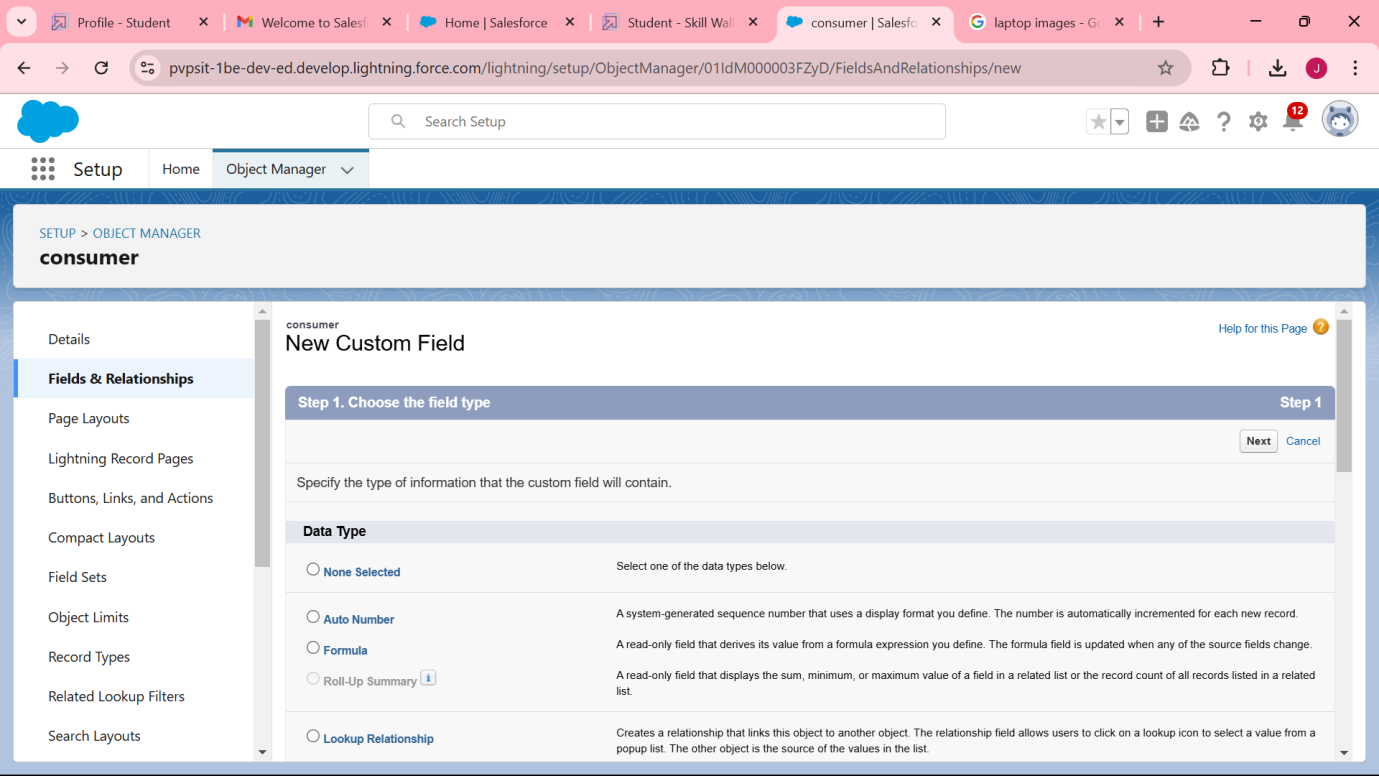 Profile - Student
Welcome to Salesf
Home | Salesforce
Student - Skill Wall
consumer | Salesfo
laptop images - Go
pvpsit-1be-dev-ed.develop.lightning.force.com/lightning/setup/ObjectManager/01IdM000003FZyD/FieldsAndRelationships/new
J
Search Setup
12
Setup
Home
Object Manager
SETUP > OBJECT MANAGER
consumer
Details
Fields & Relationships
Page Layouts
Lightning Record Pages
Buttons, Links, and Actions
Compact Layouts
Field Sets
Object Limits
Record Types
Related Lookup Filters
Search Layouts
consumer
New Custom Field
Help for this Page ?
Step 1. Choose the field type
Step 1
Next
Cancel
Specify the type of information that the custom field will contain.
Data Type
None Selected
Select one of the data types below.
Auto Number
A system-generated sequence number that uses a display format you define. The number is automatically incremented for each new record.
Formula
A read-only field that derives its value from a formula expression you define. The formula field is updated when any of the source fields change.
Roll-Up Summary i
A read-only field that displays the sum, minimum, or maximum value of a field in a related list or the record count of all records listed in a related
list.
Lookup Relationship
Creates a relationship that links this object to another object. The relationship field allows users to click on a lookup icon to select a value from a
popup list. The other object is the source of the values in the list.